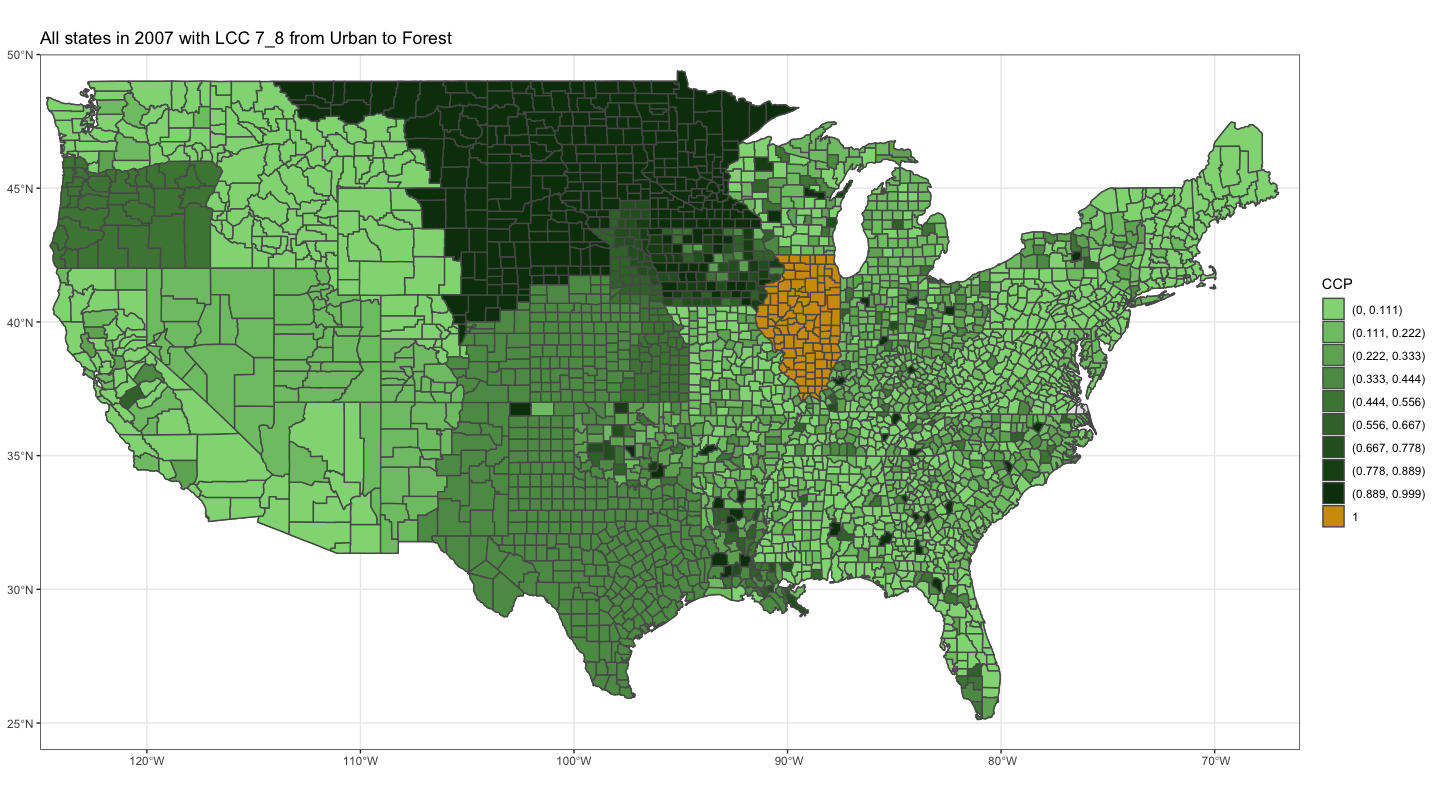 All states in 2007 with LCC 7_8 from Urban to Forest
50°N
45°N
40°N
35°N
30°N
25°N
120°W
110°W
100°W
90°W
80°W
70°W
CCP
(0, 0.111)
(0.111, 0.222)
(0.222, 0.333)
(0.333, 0.444)
(0.444, 0.556)
(0.556, 0.667)
(0.667, 0.778)
(0.778, 0.889)
(0.889, 0.999)
1